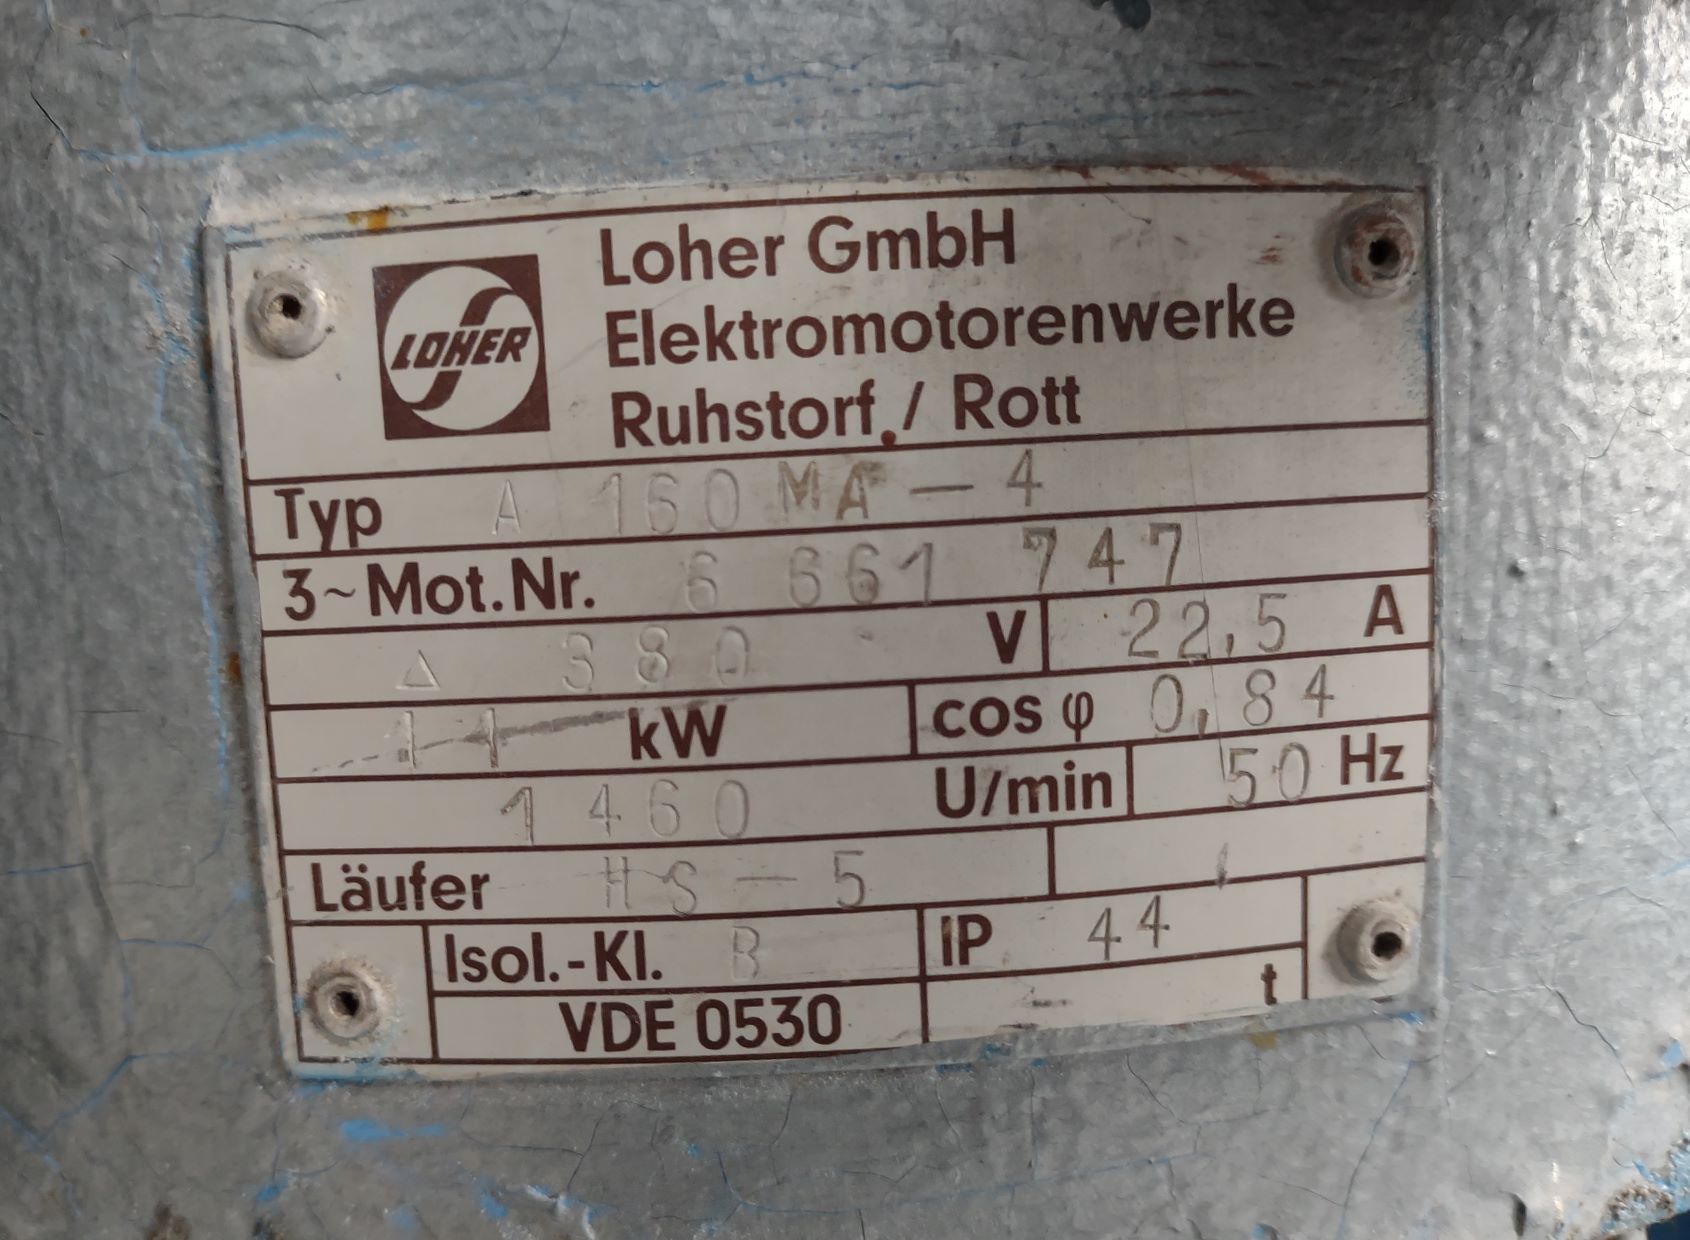 LOHER
Loher GmbH
Elektromotorenwerke
Ruhstorf / Rott
Typ A 160 MA - 4
3~Mot.Nr. 6 661 747
Δ 380 V 22,5 A
11 kW cos φ 0,84
1460 U/min 50 Hz
Läufer HS - 5
Isol.-Kl. B IP 44
VDE 0530 t